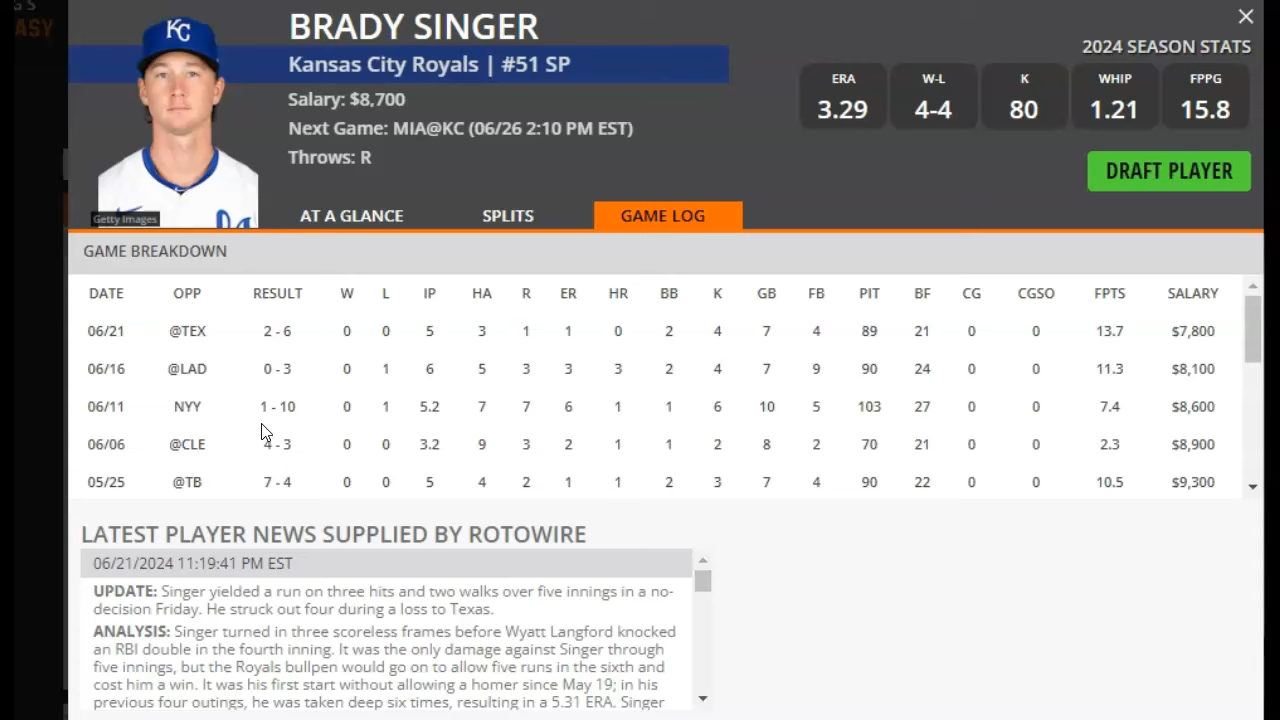 G'S
ASY
BRADY SINGER
Kansas City Royals | #51 SP
Salary: $8,700
Next Game: MIA@KC (06/26 2:10 PM EST)
Throws: R
KC
Getty Images
2024 SEASON STATS
ERA W-L K WHIP FPPG
3.29 4-4 80 1.21 15.8
DRAFT PLAYER
AT A GLANCE SPLITS GAME LOG
GAME BREAKDOWN
DATE OPP RESULT W L IP HA R ER HR BB K GB FB PIT BF CG CGSO FPTS SALARY
06/21 @TEX 2 - 6 0 0 5 3 1 1 0 2 4 7 4 89 21 0 0 13.7 $7,800
06/16 @LAD 0 - 3 0 1 6 5 3 3 3 2 4 7 9 90 24 0 0 11.3 $8,100
06/11 NYY 1 - 10 0 1 5.2 7 7 6 1 1 6 10 5 103 27 0 0 7.4 $8,600
06/06 @CLE 4 - 3 0 0 3.2 9 3 2 1 1 2 8 2 70 21 0 0 2.3 $8,900
05/25 @TB 7 - 4 0 0 5 4 2 1 1 2 3 7 4 90 22 0 0 10.5 $9,300
LATEST PLAYER NEWS SUPPLIED BY ROTOWIRE
06/21/2024 11:19:41 PM EST
UPDATE: Singer yielded a run on three hits and two walks over five innings in a no-
decision Friday. He struck out four during a loss to Texas.
ANALYSIS: Singer turned in three scoreless frames before Wyatt Langford knocked
an RBI double in the fourth inning. It was the only damage against Singer through
five innings, but the Royals bullpen would go on to allow five runs in the sixth and
cost him a win. It was his first start without allowing a homer since May 19; in his
previous four outings, he was taken deep six times, resulting in a 5.31 ERA. Singer